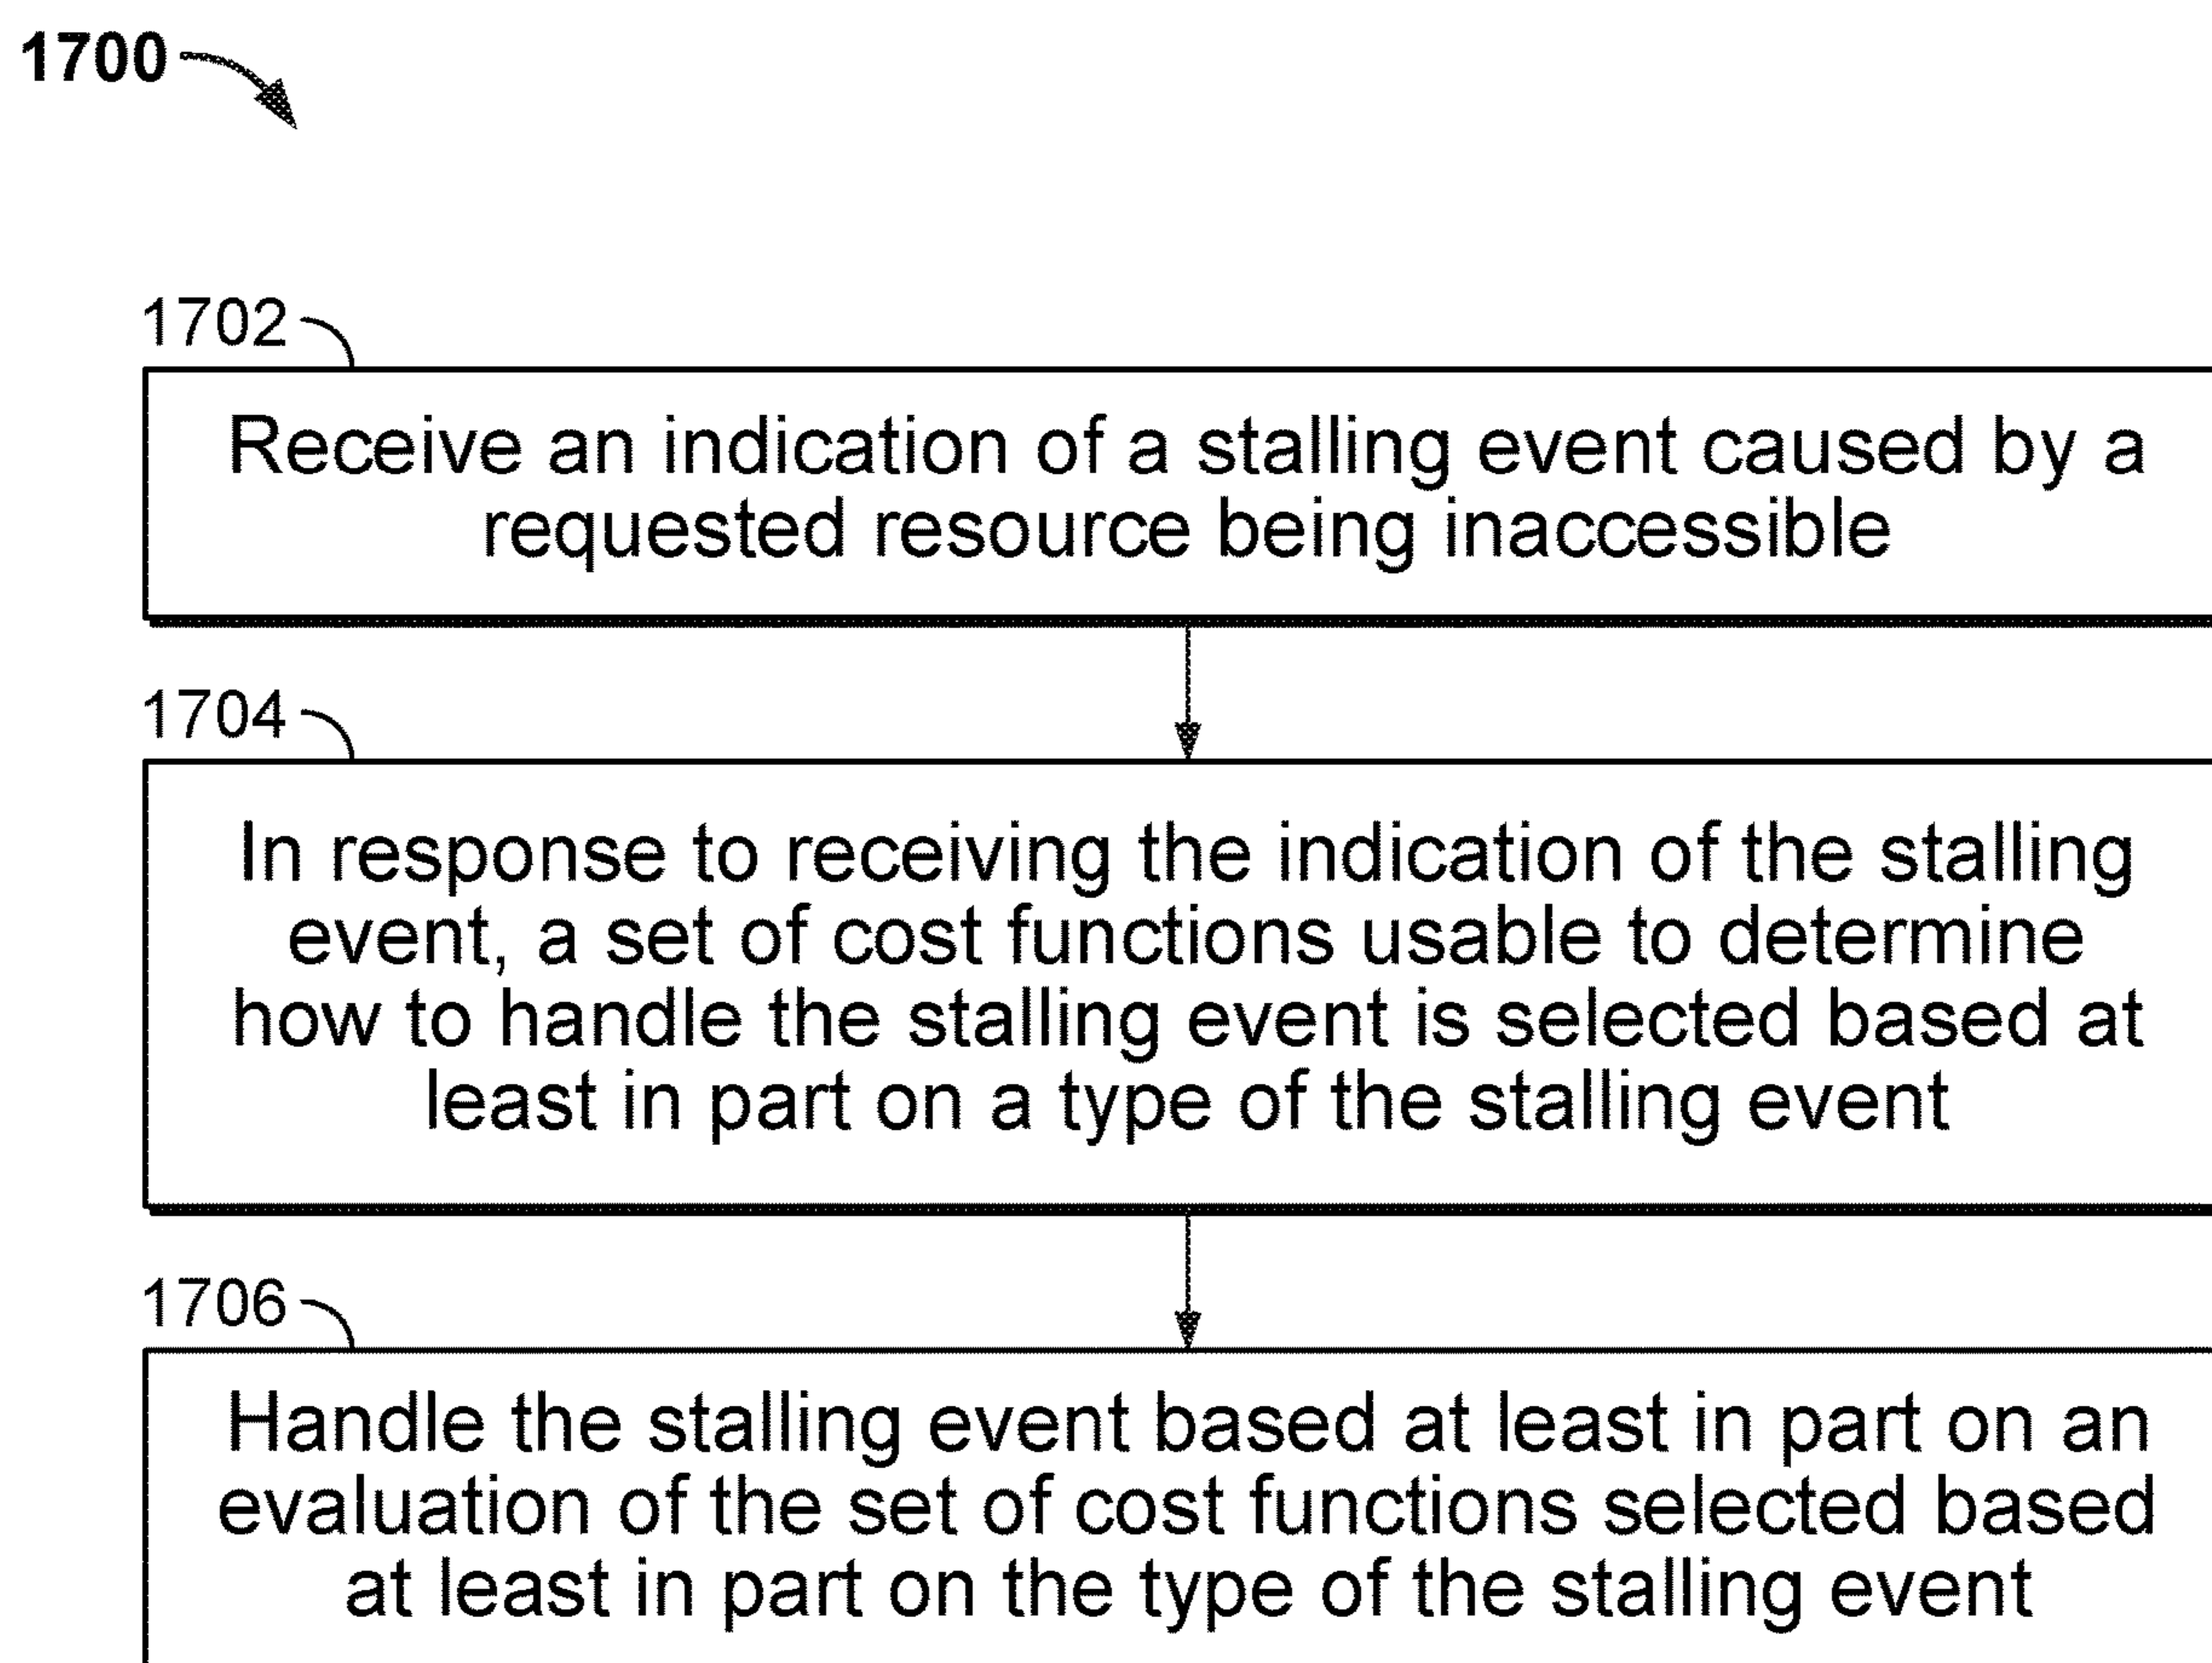 1700
1702
Receive an indication of a stalling event caused by a
requested resource being inaccessible
1704
In response to receiving the indication of the stalling
event, a set of cost functions usable to determine
how to handle the stalling event is selected based at
least in part on a type of the stalling event
1706
Handle the stalling event based at least in part on an
evaluation of the set of cost functions selected based
at least in part on the type of the stalling event